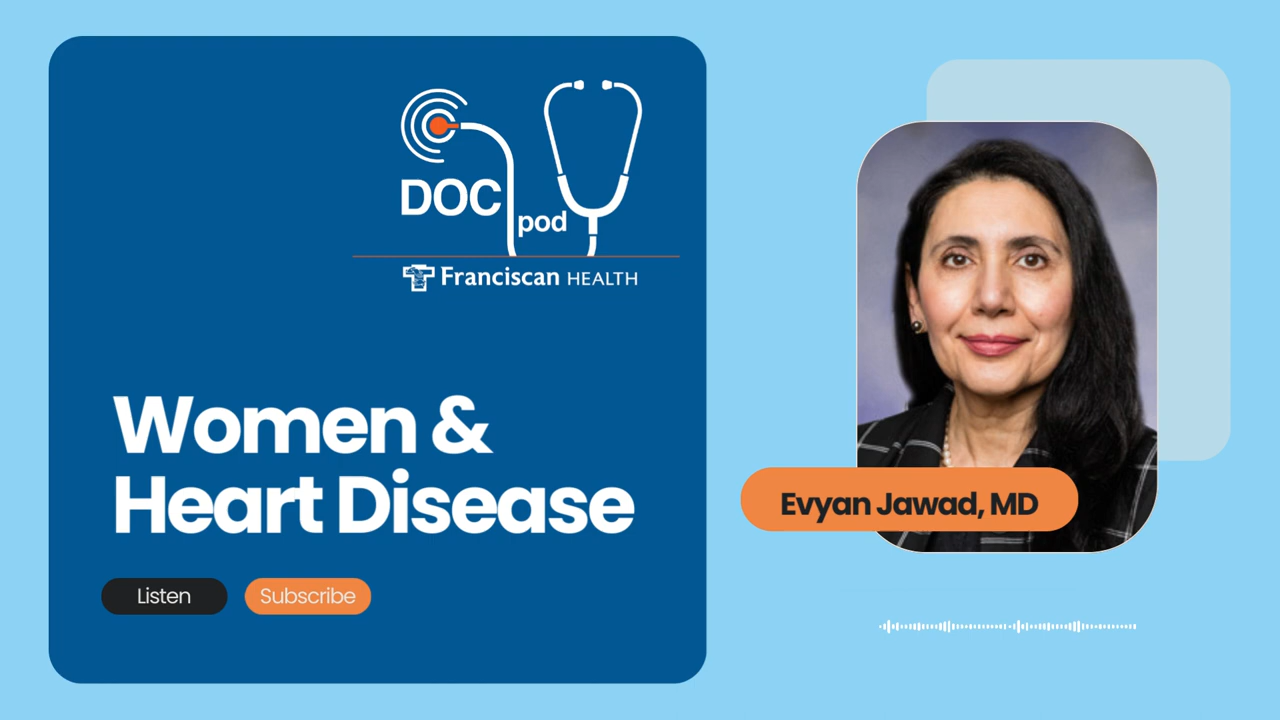 DOC
pod
Franciscan HEALTH
Women &
Heart Disease
Listen
Subscribe
Evyan Jawad, MD